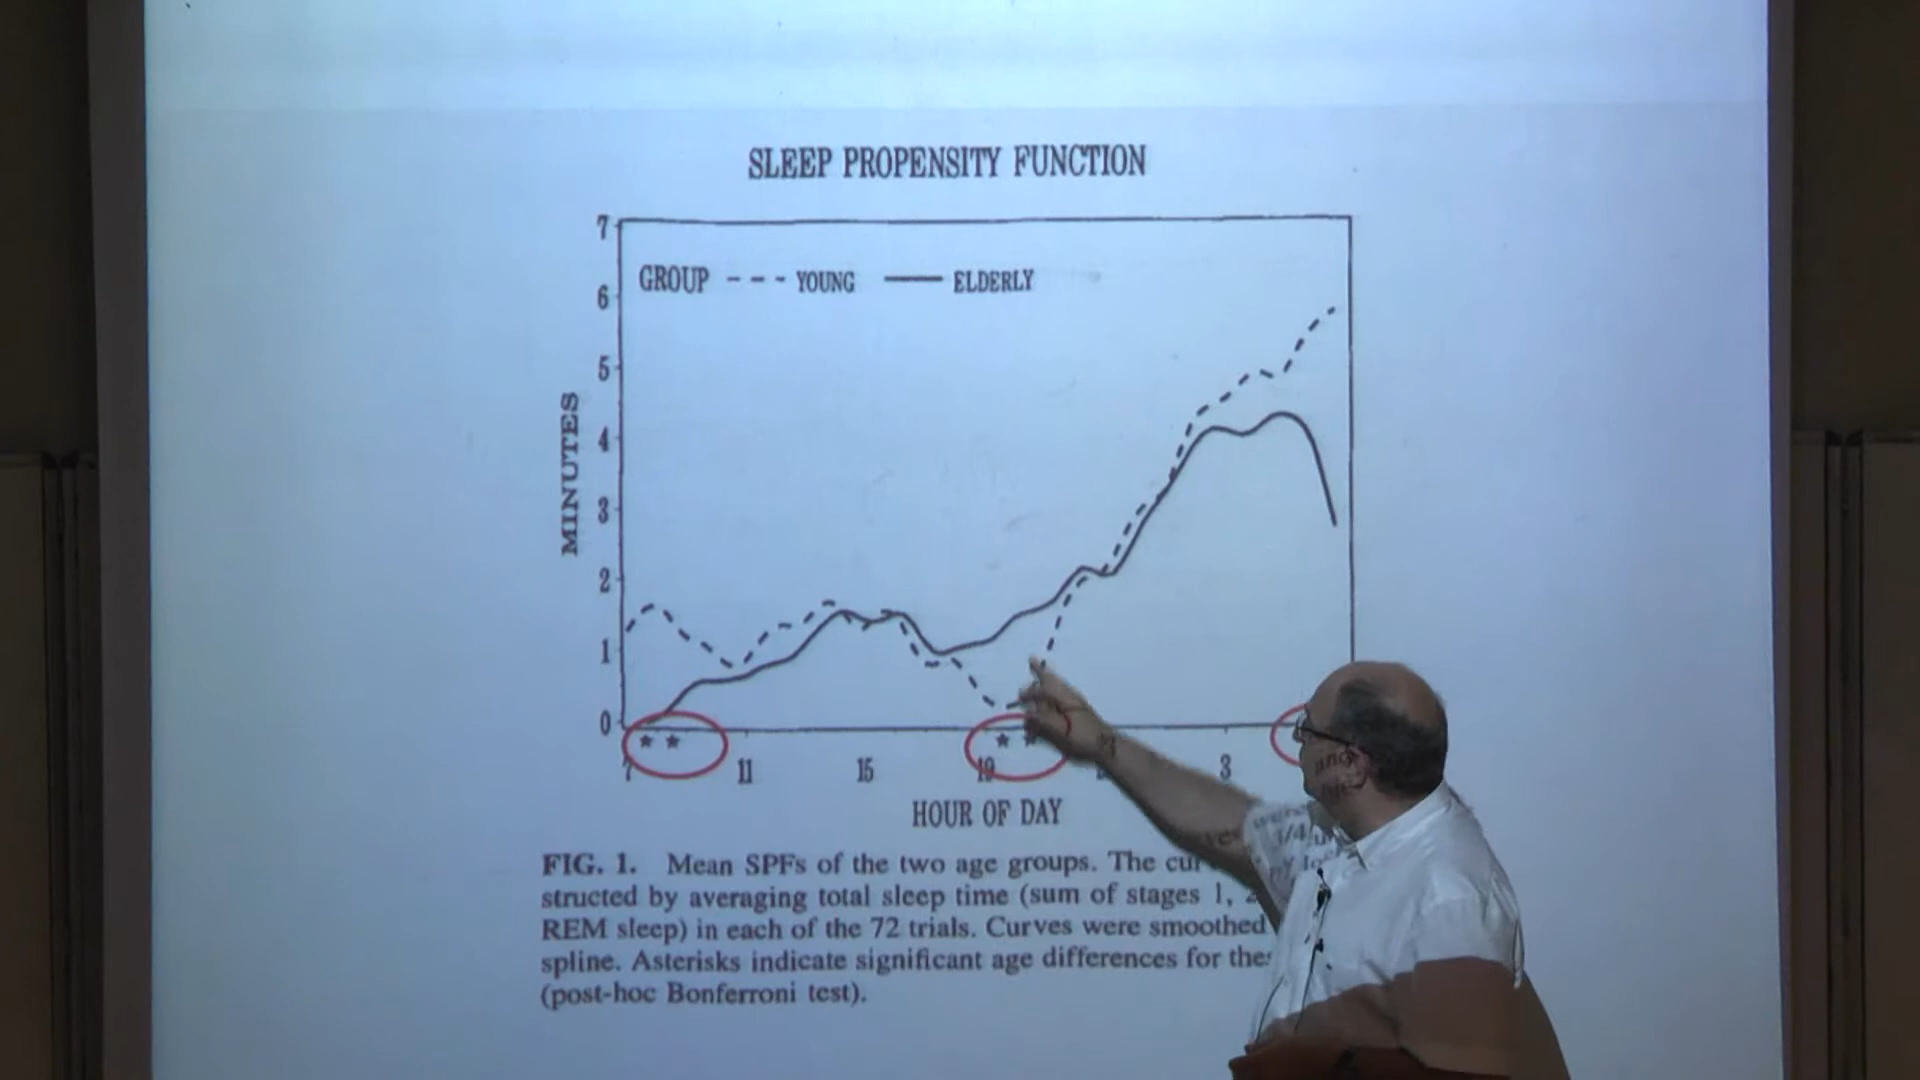 SLEEP PROPENSITY FUNCTION
7
GROUP --- YOUNG — ELDERLY
6
5
4
3
2
1
0
MINUTES
* *
*
7 11 15 19 3
HOUR OF DAY
FIG. 1. Mean SPFs of the two age groups. The
structed by averaging total sleep time (sum of stages 1,
REM sleep) in each of the 72 trials. Curves were smoothed
spline. Asterisks indicate significant age differences for
(post-hoc Bonferroni test).